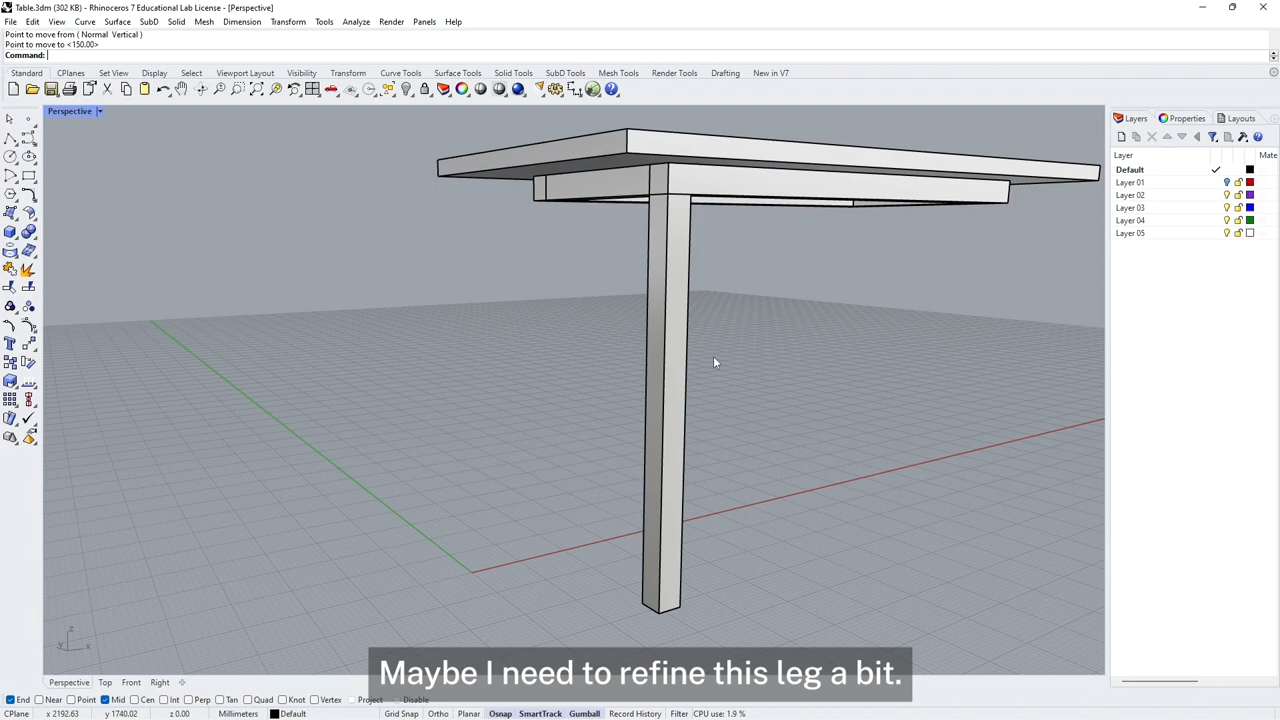 Table.3dm (302 KB) - Rhinoceros 7 Educational Lab License - [Perspective]
File Edit View Curve Surface SubD Solid Mesh Dimension Transform Tools Analyze Render Panels Help
Point to move from ( Normal Vertical )
Point to move to <150.00>
Command:
Standard CPlanes Set View Display Select Viewport Layout Visibility Transform Curve Tools Surface Tools Solid Tools SubD Tools Mesh Tools Render Tools Drafting New in V7
Perspective
Layers Properties Layouts
Layer Mate
Default
Layer 01
Layer 02
Layer 03
Layer 04
Layer 05
z
y x
Maybe I need to refine this leg a bit.
Perspective Top Front Right
End Near Point Mid Cen Int Perp Tan Quad Knot Vertex Project Disable
CPlane x 2192.63 y 1740.02 z 0.00 Millimeters Default Grid Snap Ortho Planar Osnap SmartTrack Gumball Record History Filter CPU use: 1.9 %